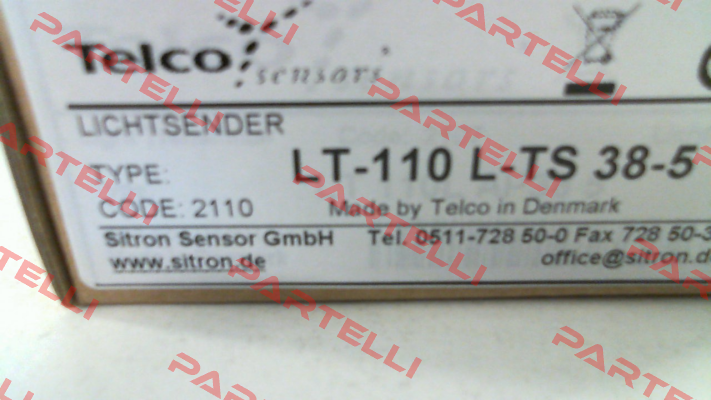 Telco sensors
LICHTSENDER
TYPE: LT-110 L-TS 38-5
CODE: 2110 Made by Telco in Denmark
Sitron Sensor GmbH Tel. 0511-728 50-0 Fax 728 50-3
www.sitron.de office@sitron.d
PARTELLI
PARTELLI
PARTELLI
PARTELLI
PARTELLI
PARTELLI
PARTELLI